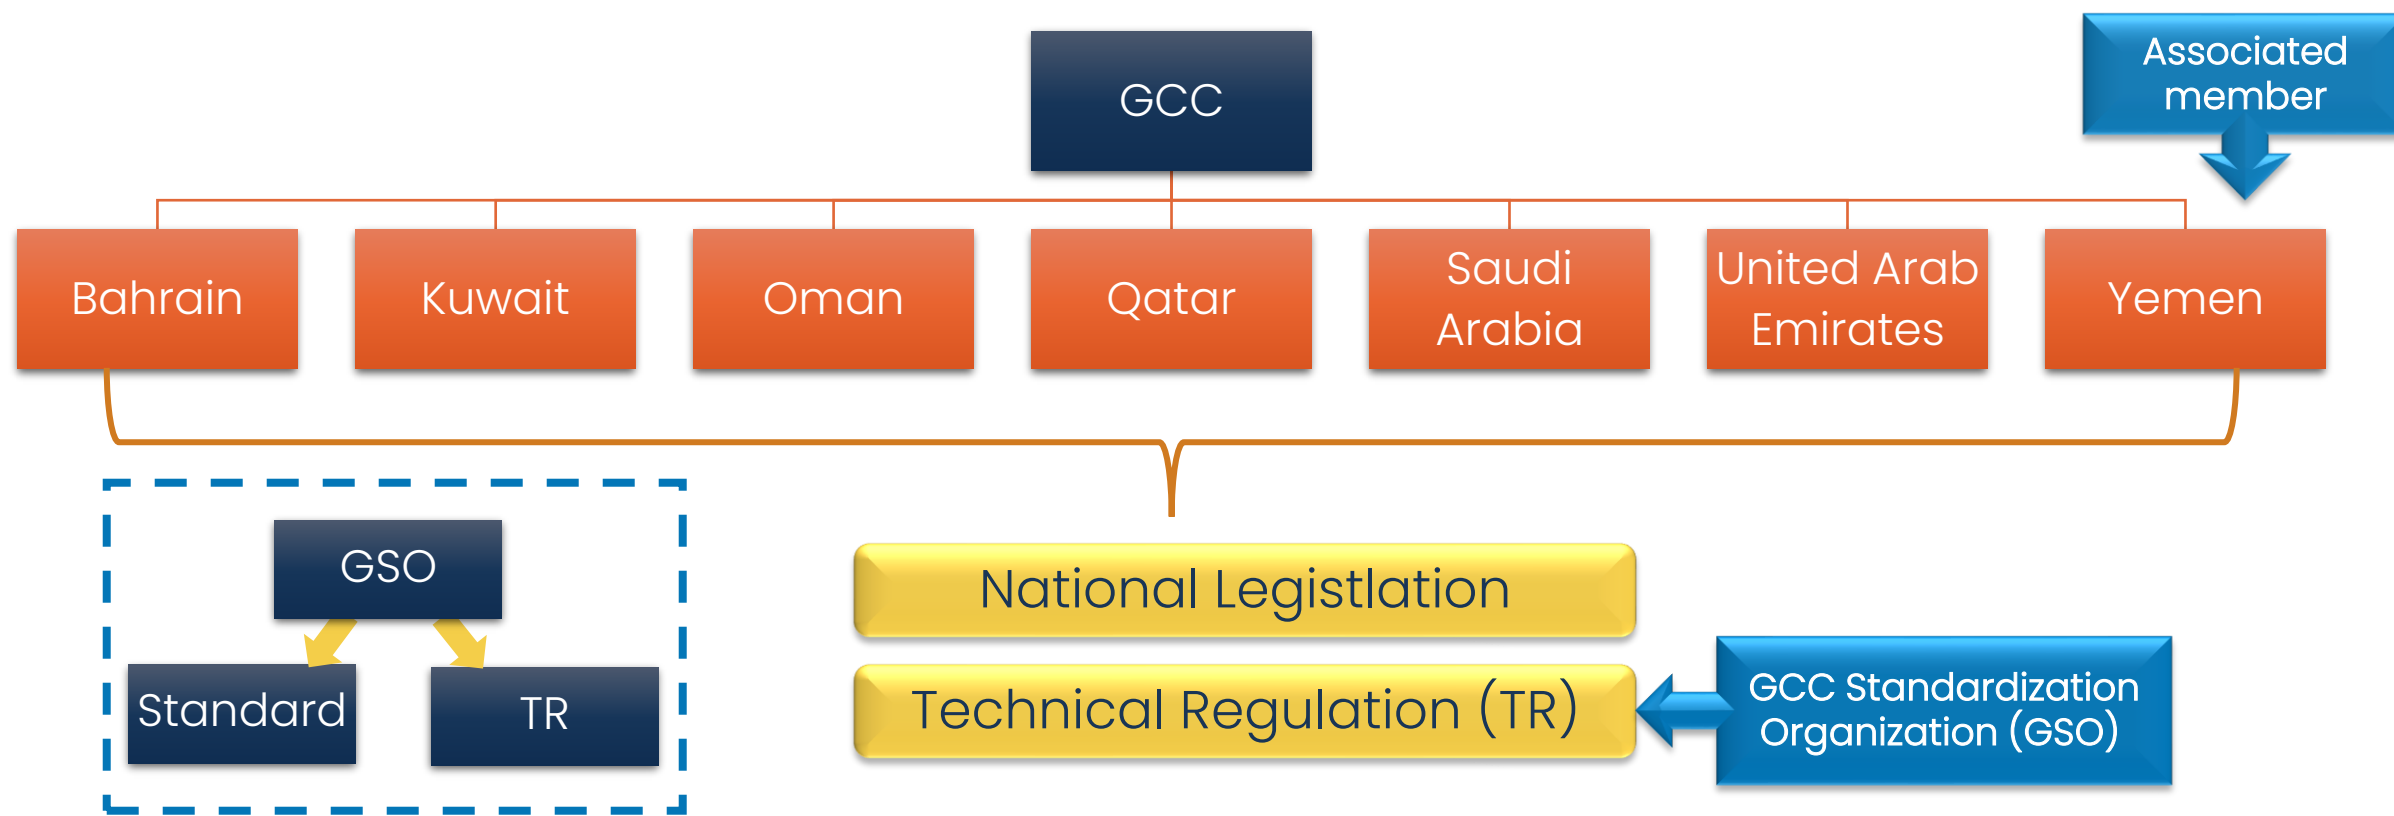 GCC
Associated
member
Bahrain
Kuwait
Oman
Qatar
Saudi
Arabia
United Arab
Emirates
Yemen
GSO
Standard
TR
National Legistlation
Technical Regulation (TR)
GCC Standardization
Organization (GSO)